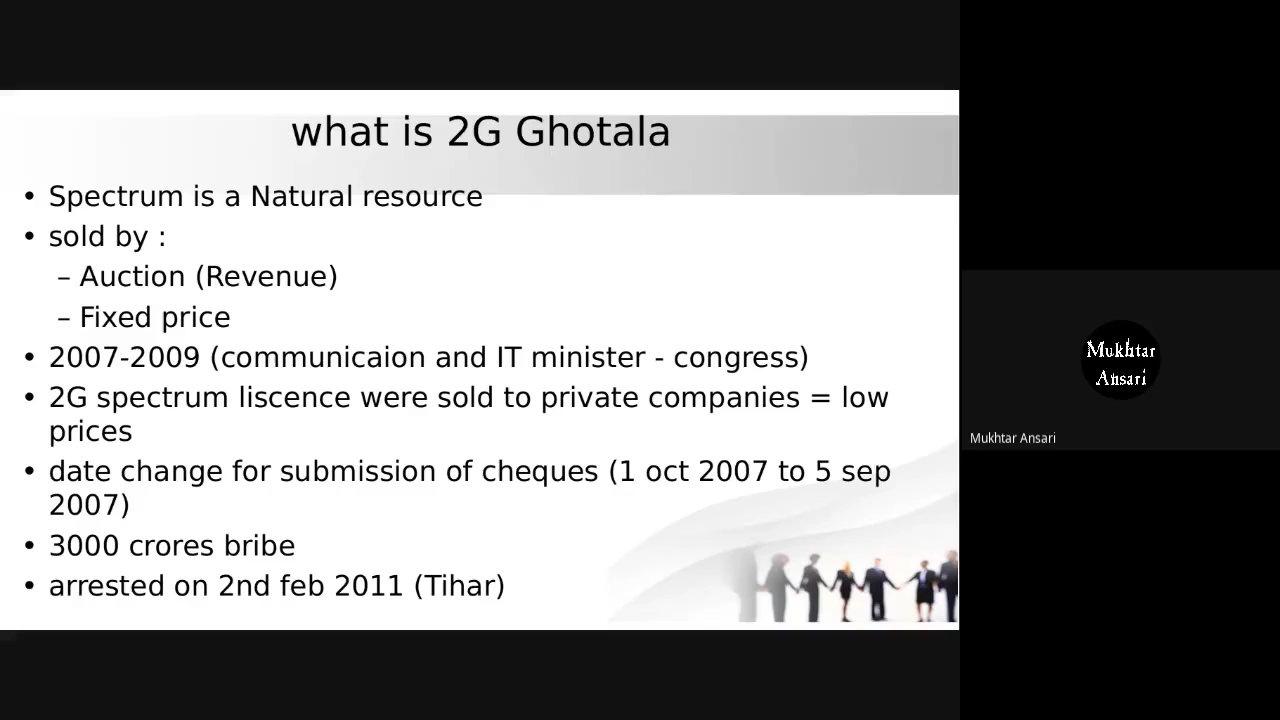 what is 2G Ghotala
• Spectrum is a Natural resource
• sold by :
– Auction (Revenue)
– Fixed price
• 2007-2009 (communicaion and IT minister - congress)
• 2G spectrum liscence were sold to private companies = low
prices
• date change for submission of cheques (1 oct 2007 to 5 sep
2007)
• 3000 crores bribe
• arrested on 2nd feb 2011 (Tihar)
Mukhtar
Ansari
Mukhtar Ansari